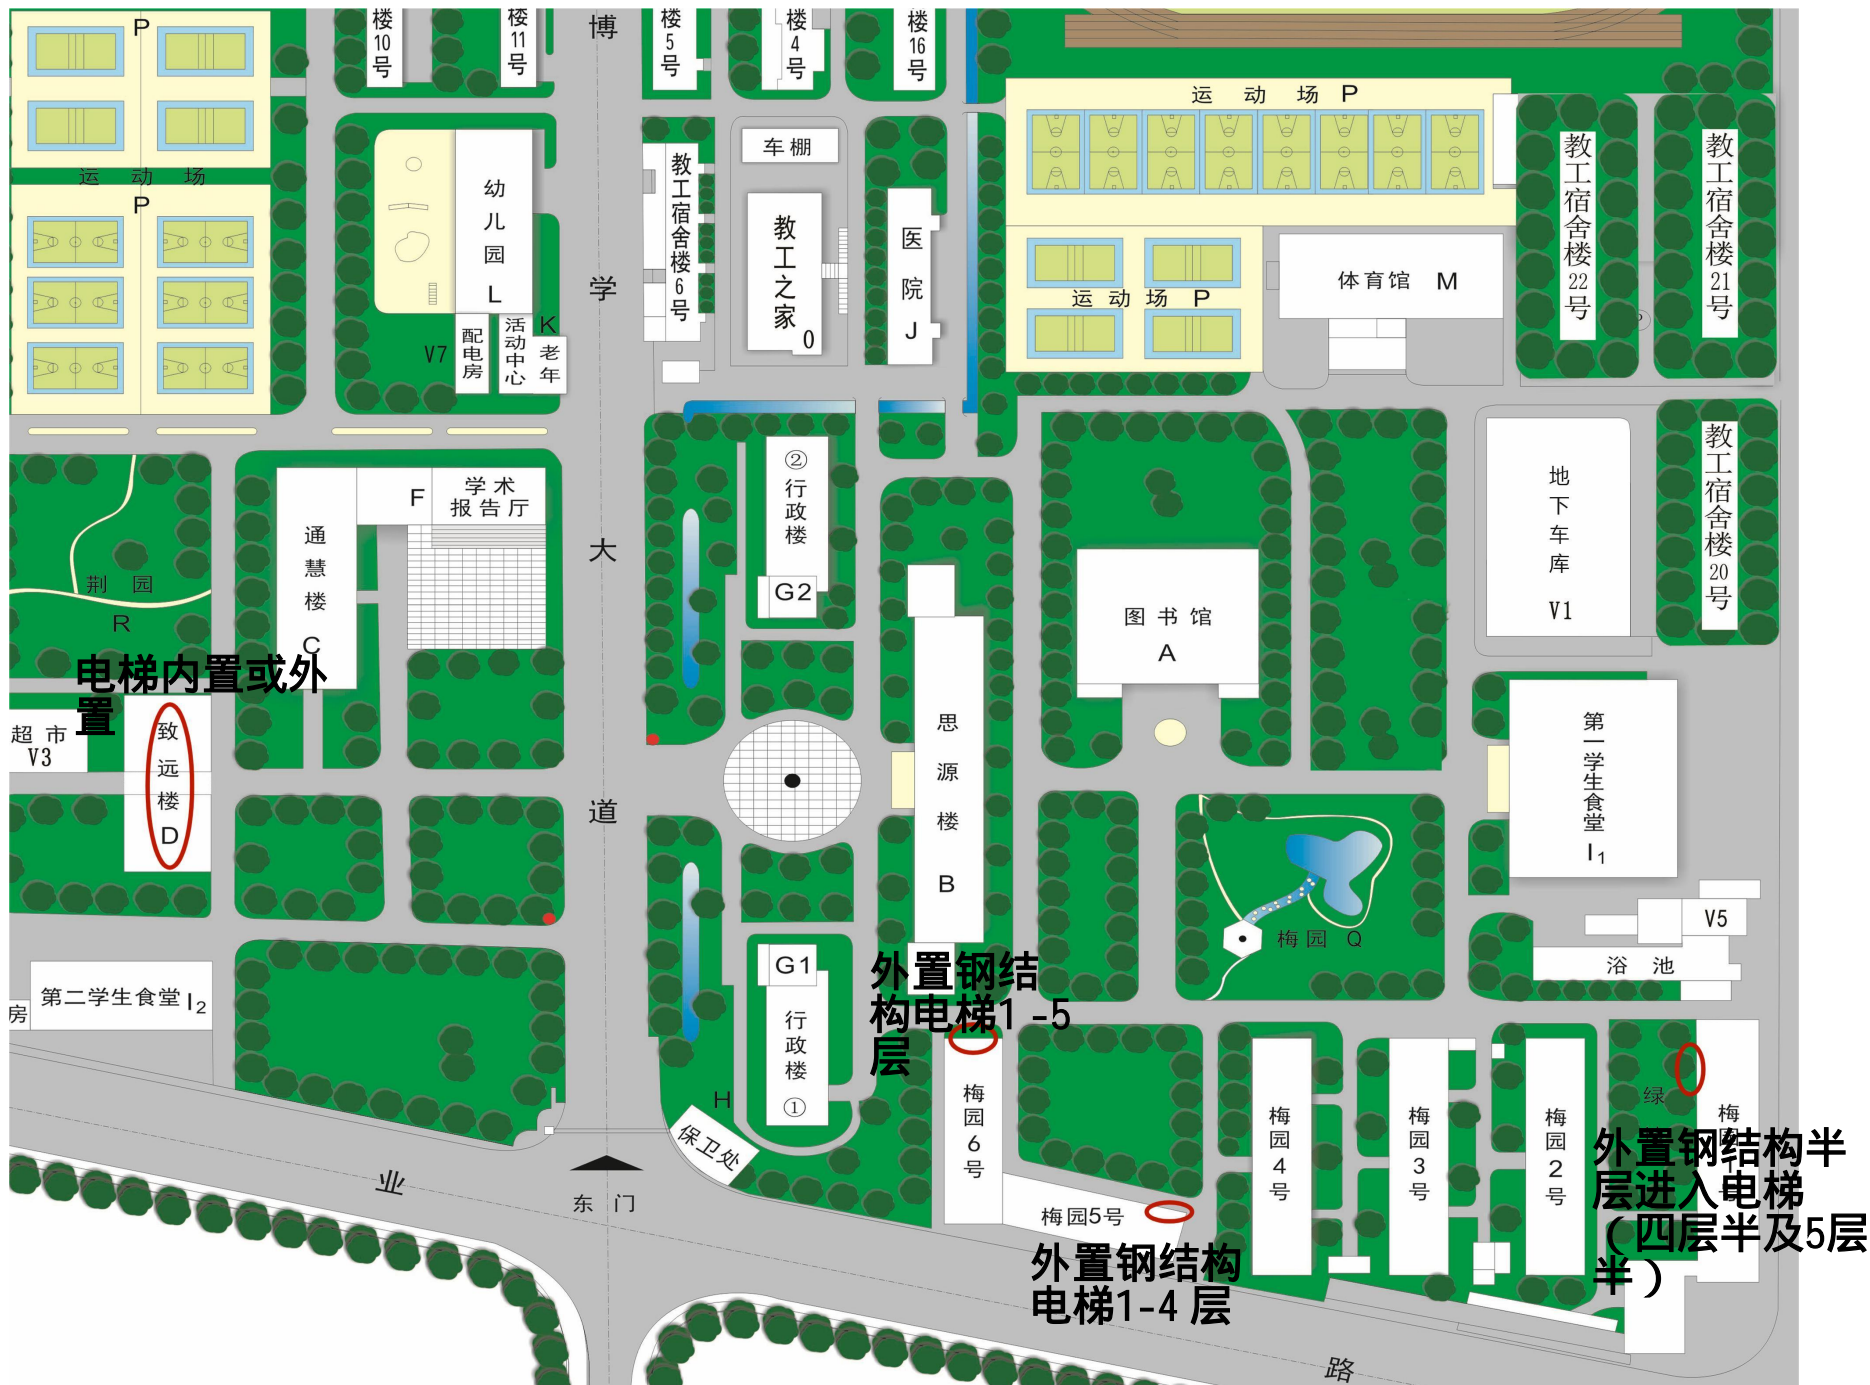 楼10号
楼11号
博
楼5号
楼4号
楼16号
P
运 动 场 P
运 动 场
P
幼儿园 L
教工宿舍楼6号
车棚
教工之家 O
医院 J
学
教工宿舍楼22号
教工宿舍楼21号
运 动 场 P
体育馆 M
V7
配电房
活动中心
K
老年
②行政楼
G2
F
学术
报告厅
通慧楼 C
大
荆 园
R
图书馆
A
地下车库 V1
教工宿舍楼20号
电梯内置或外
置
超市
V3
致远楼D
道
思源楼 B
第一学生食堂 I1
梅园 Q
V5
浴 池
第二学生食堂 I2
房
G1
行政楼①
外置钢结
构电梯1-5
层
H
保卫处
梅园6号
梅园5号
梅园4号
梅园3号
梅园2号
绿
梅
外置钢结构半
层进入电梯
（四层半及5层
半）
业
东 门
外置钢结构
电梯1-4层
路